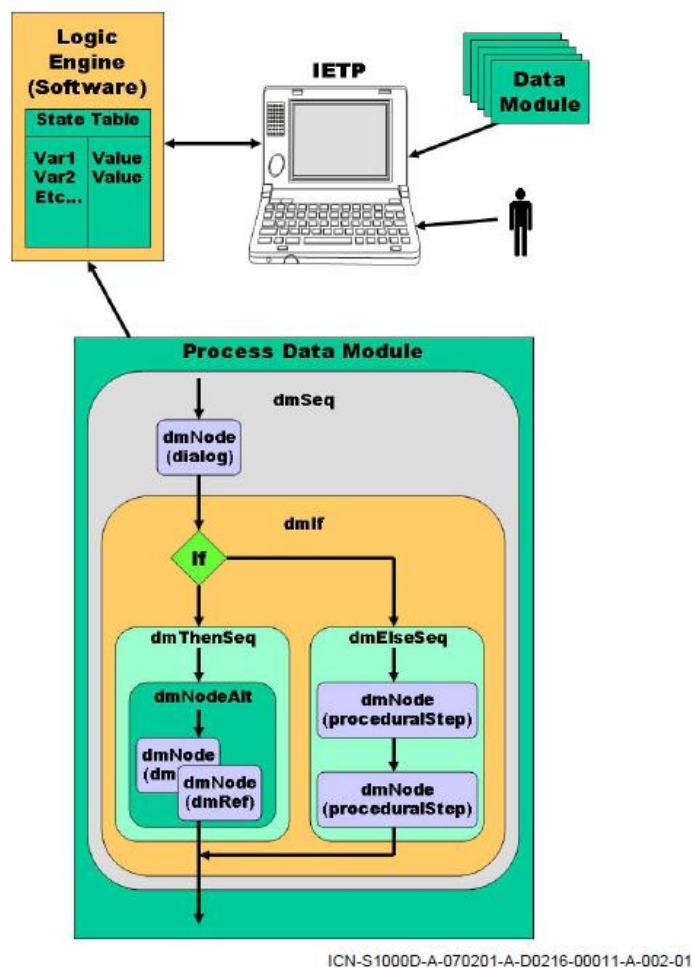 Logic
Engine
(Software)
State Table
Var1 Value
Var2 Value
Etc...
IETP
Data
Module
Process Data Module
dmSeq
dmNode
(dialog)
dmIf
If
dmThenSeq
dmElseSeq
dmNodeAlt
dmNode
(dm
dmNode
(dmRef)
dmNode
(proceduralStep)
dmNode
(proceduralStep)
ICN-S1000D-A-070201-A-D0216-00011-A-002-01